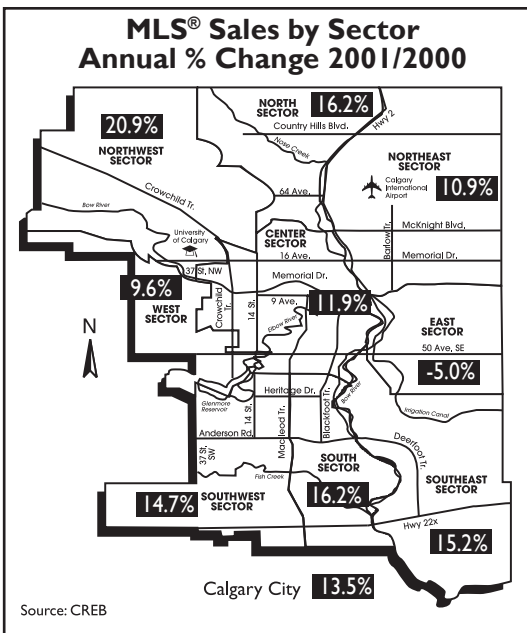 MLS® Sales by Sector
Annual % Change 2001/2000
NORTH
SECTOR
16.2%
Hwy 2
Country Hills Blvd.
20.9%
NORTHWEST
SECTOR
Nose Creek
NORTHEAST
SECTOR
Calgary
International
Airport
10.9%
Crowchild Tr.
64 Ave.
Bow River
University
of Calgary
CENTER
SECTOR
Barlow Tr.
McKnight Blvd.
16 Ave.
Memorial Dr.
37 St, NW
Memorial Dr.
9.6%
WEST
SECTOR
Crowchild
Tr.
14 St.
9 Ave.
11.9%
Elbow River
EAST
SECTOR
50 Ave, SE
-5.0%
N
Heritage Dr.
Bow River
Glenmore
Reservoir
14 St.
Macleod Tr.
Blackfoot Tr.
Irrigation Canal
Anderson Rd.
37 St.
SW
Deerfoot Tr.
Fish Creek
SOUTH
SECTOR
16.2%
SOUTHEAST
SECTOR
14.7%
SOUTHWEST
SECTOR
Hwy 22x
15.2%
Calgary City 13.5%
Source: CREB